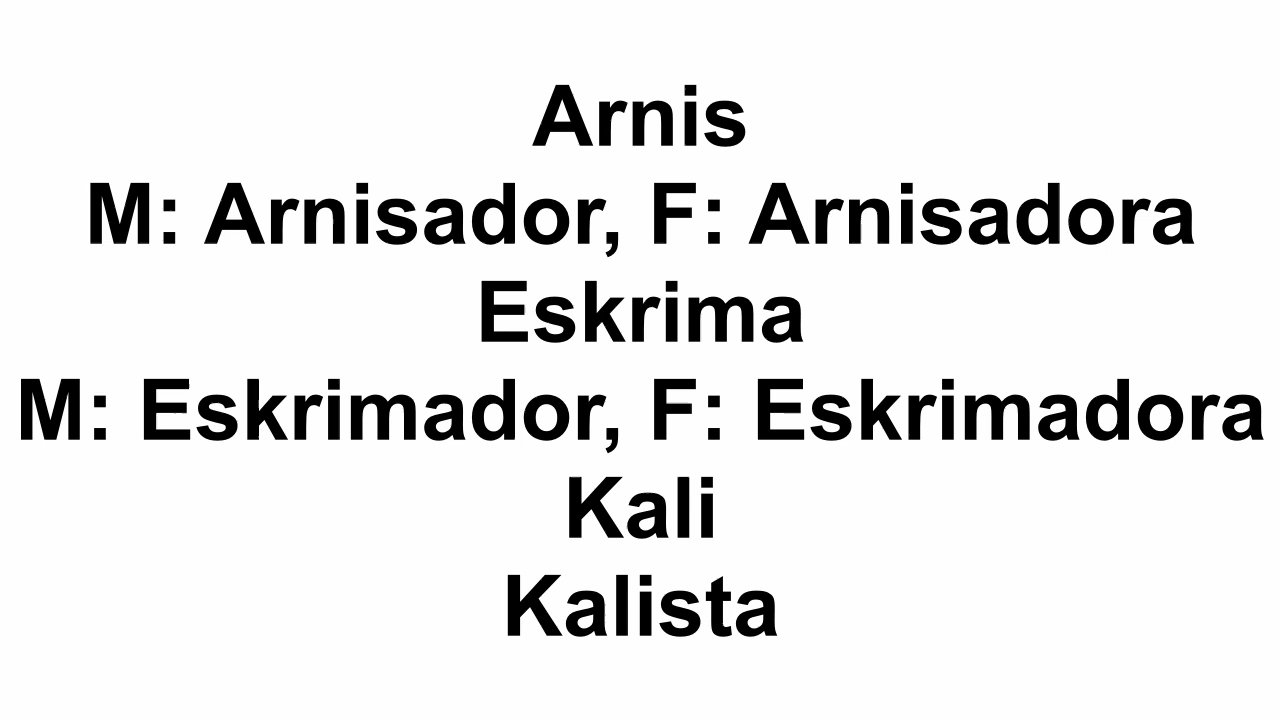 Arnis
M: Arnisador, F: Arnisadora
Eskrima
M: Eskrimador, F: Eskrimadora
Kali
Kalista